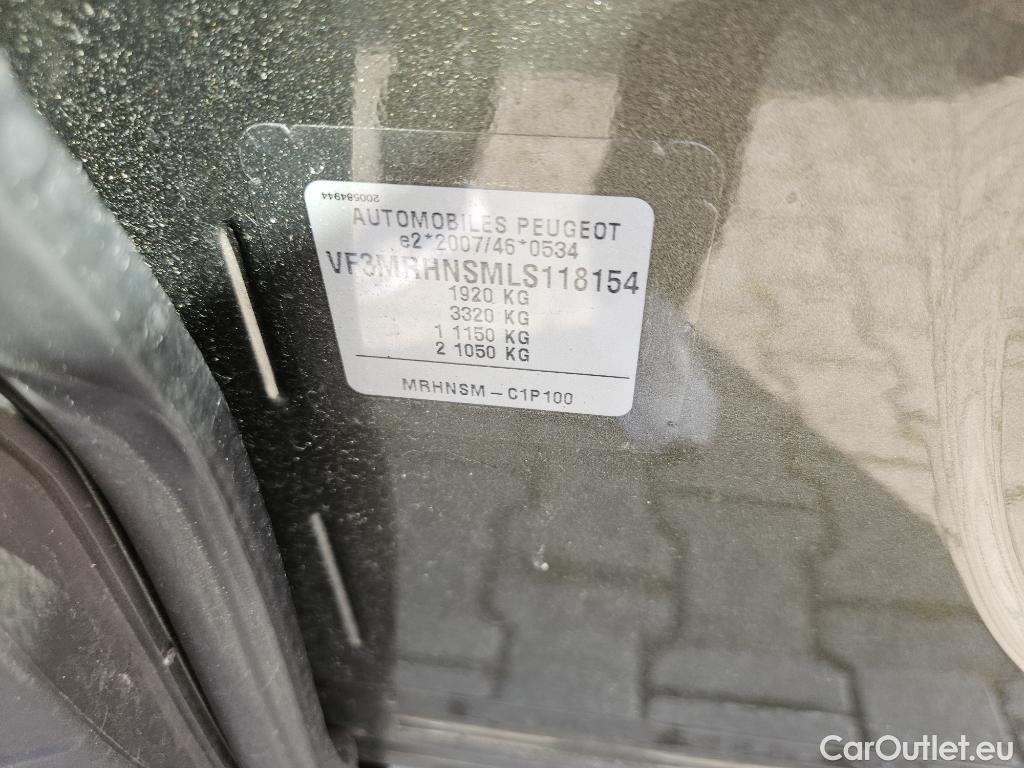 200584944
AUTOMOBILES PEUGEOT
e2*2007/46*0534
VF3MRHNSMLS118154
1920 KG
3320 KG
1 1150 KG
2 1050 KG
MRHNSM - C1P100
CarOutlet.eu